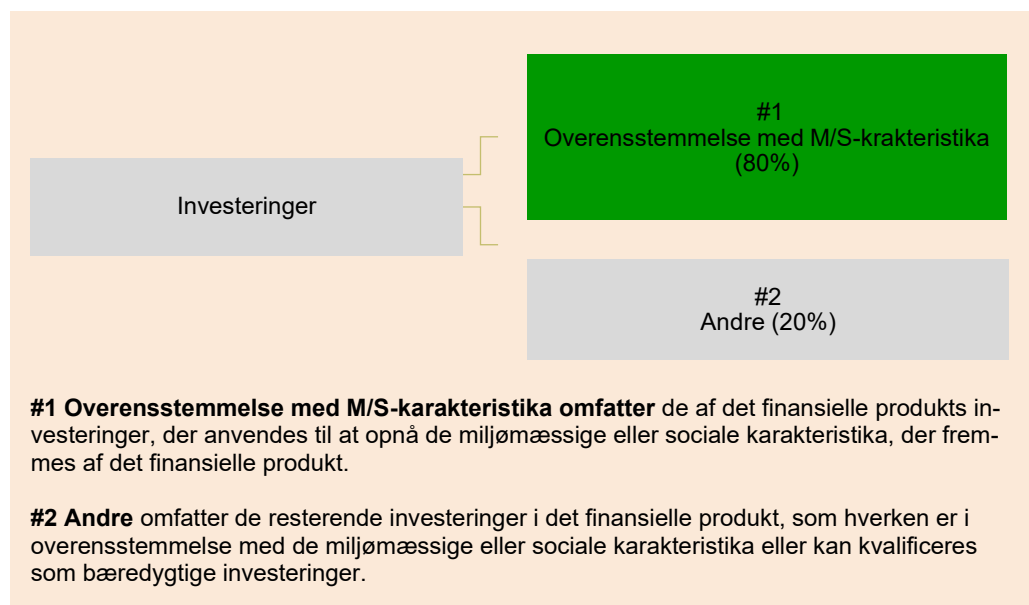 Investeringer
#1
Overensstemmelse med M/S-krakteristika
(80%)
#2
Andre (20%)
#1 Overensstemmelse med M/S-karakteristika omfatter de af det finansielle produkts in-
vesteringer, der anvendes til at opnå de miljømæssige eller sociale karakteristika, der frem-
mes af det finansielle produkt.
#2 Andre omfatter de resterende investeringer i det finansielle produkt, som hverken er i
overensstemmelse med de miljømæssige eller sociale karakteristika eller kan kvalificeres
som bæredygtige investeringer.